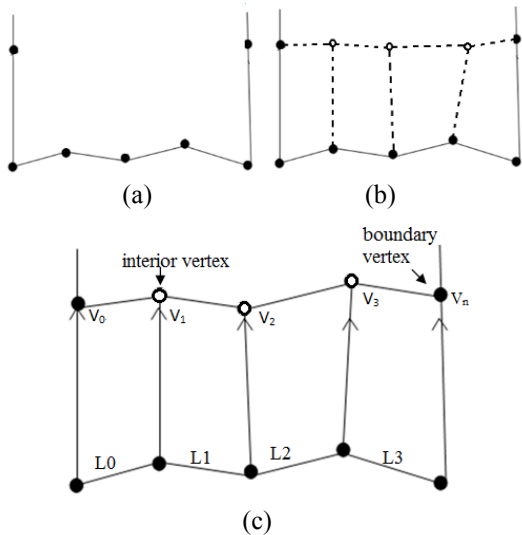 (a)
(b)
interior vertex
boundary
vertex
V₀
V₁
V₂
V₃
Vₙ
L0
L1
L2
L3
(c)